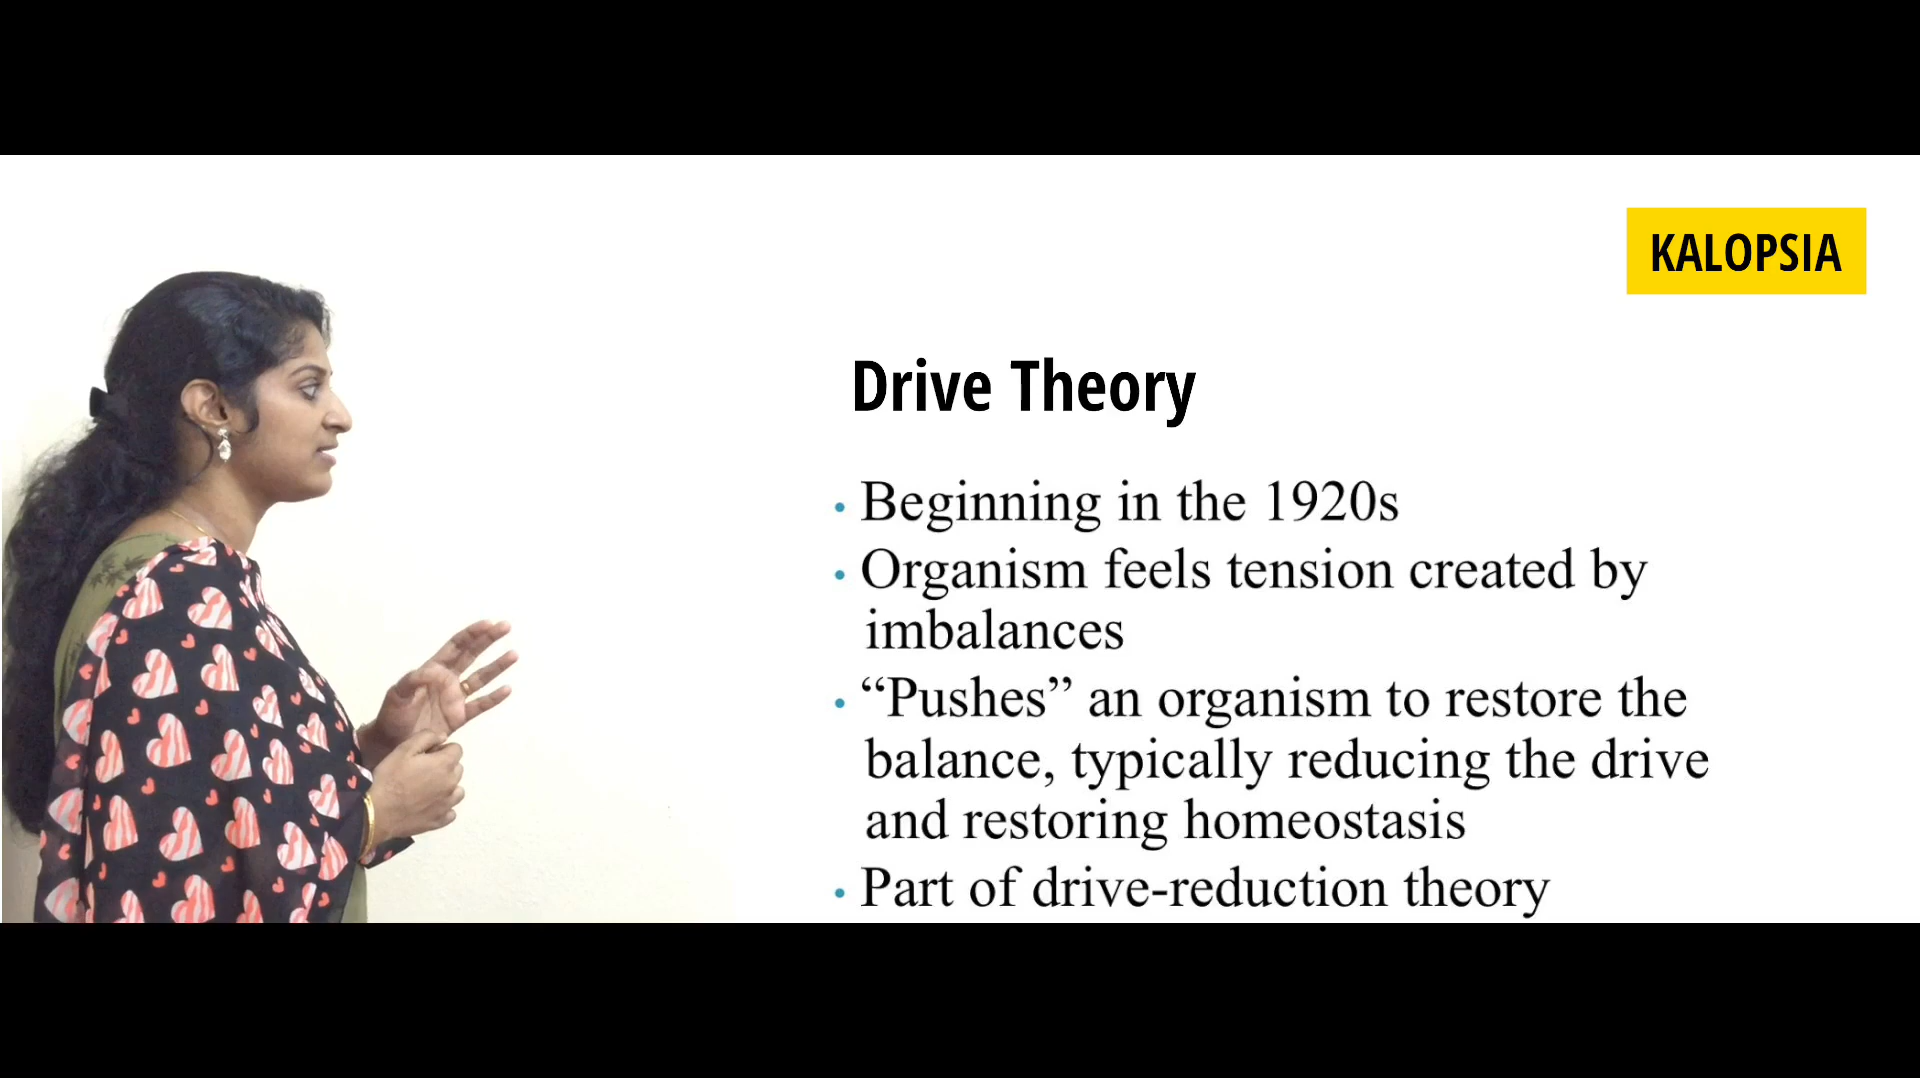 KALOPSIA
Drive Theory
• Beginning in the 1920s
• Organism feels tension created by
imbalances
• “Pushes” an organism to restore the
balance, typically reducing the drive
and restoring homeostasis
• Part of drive-reduction theory